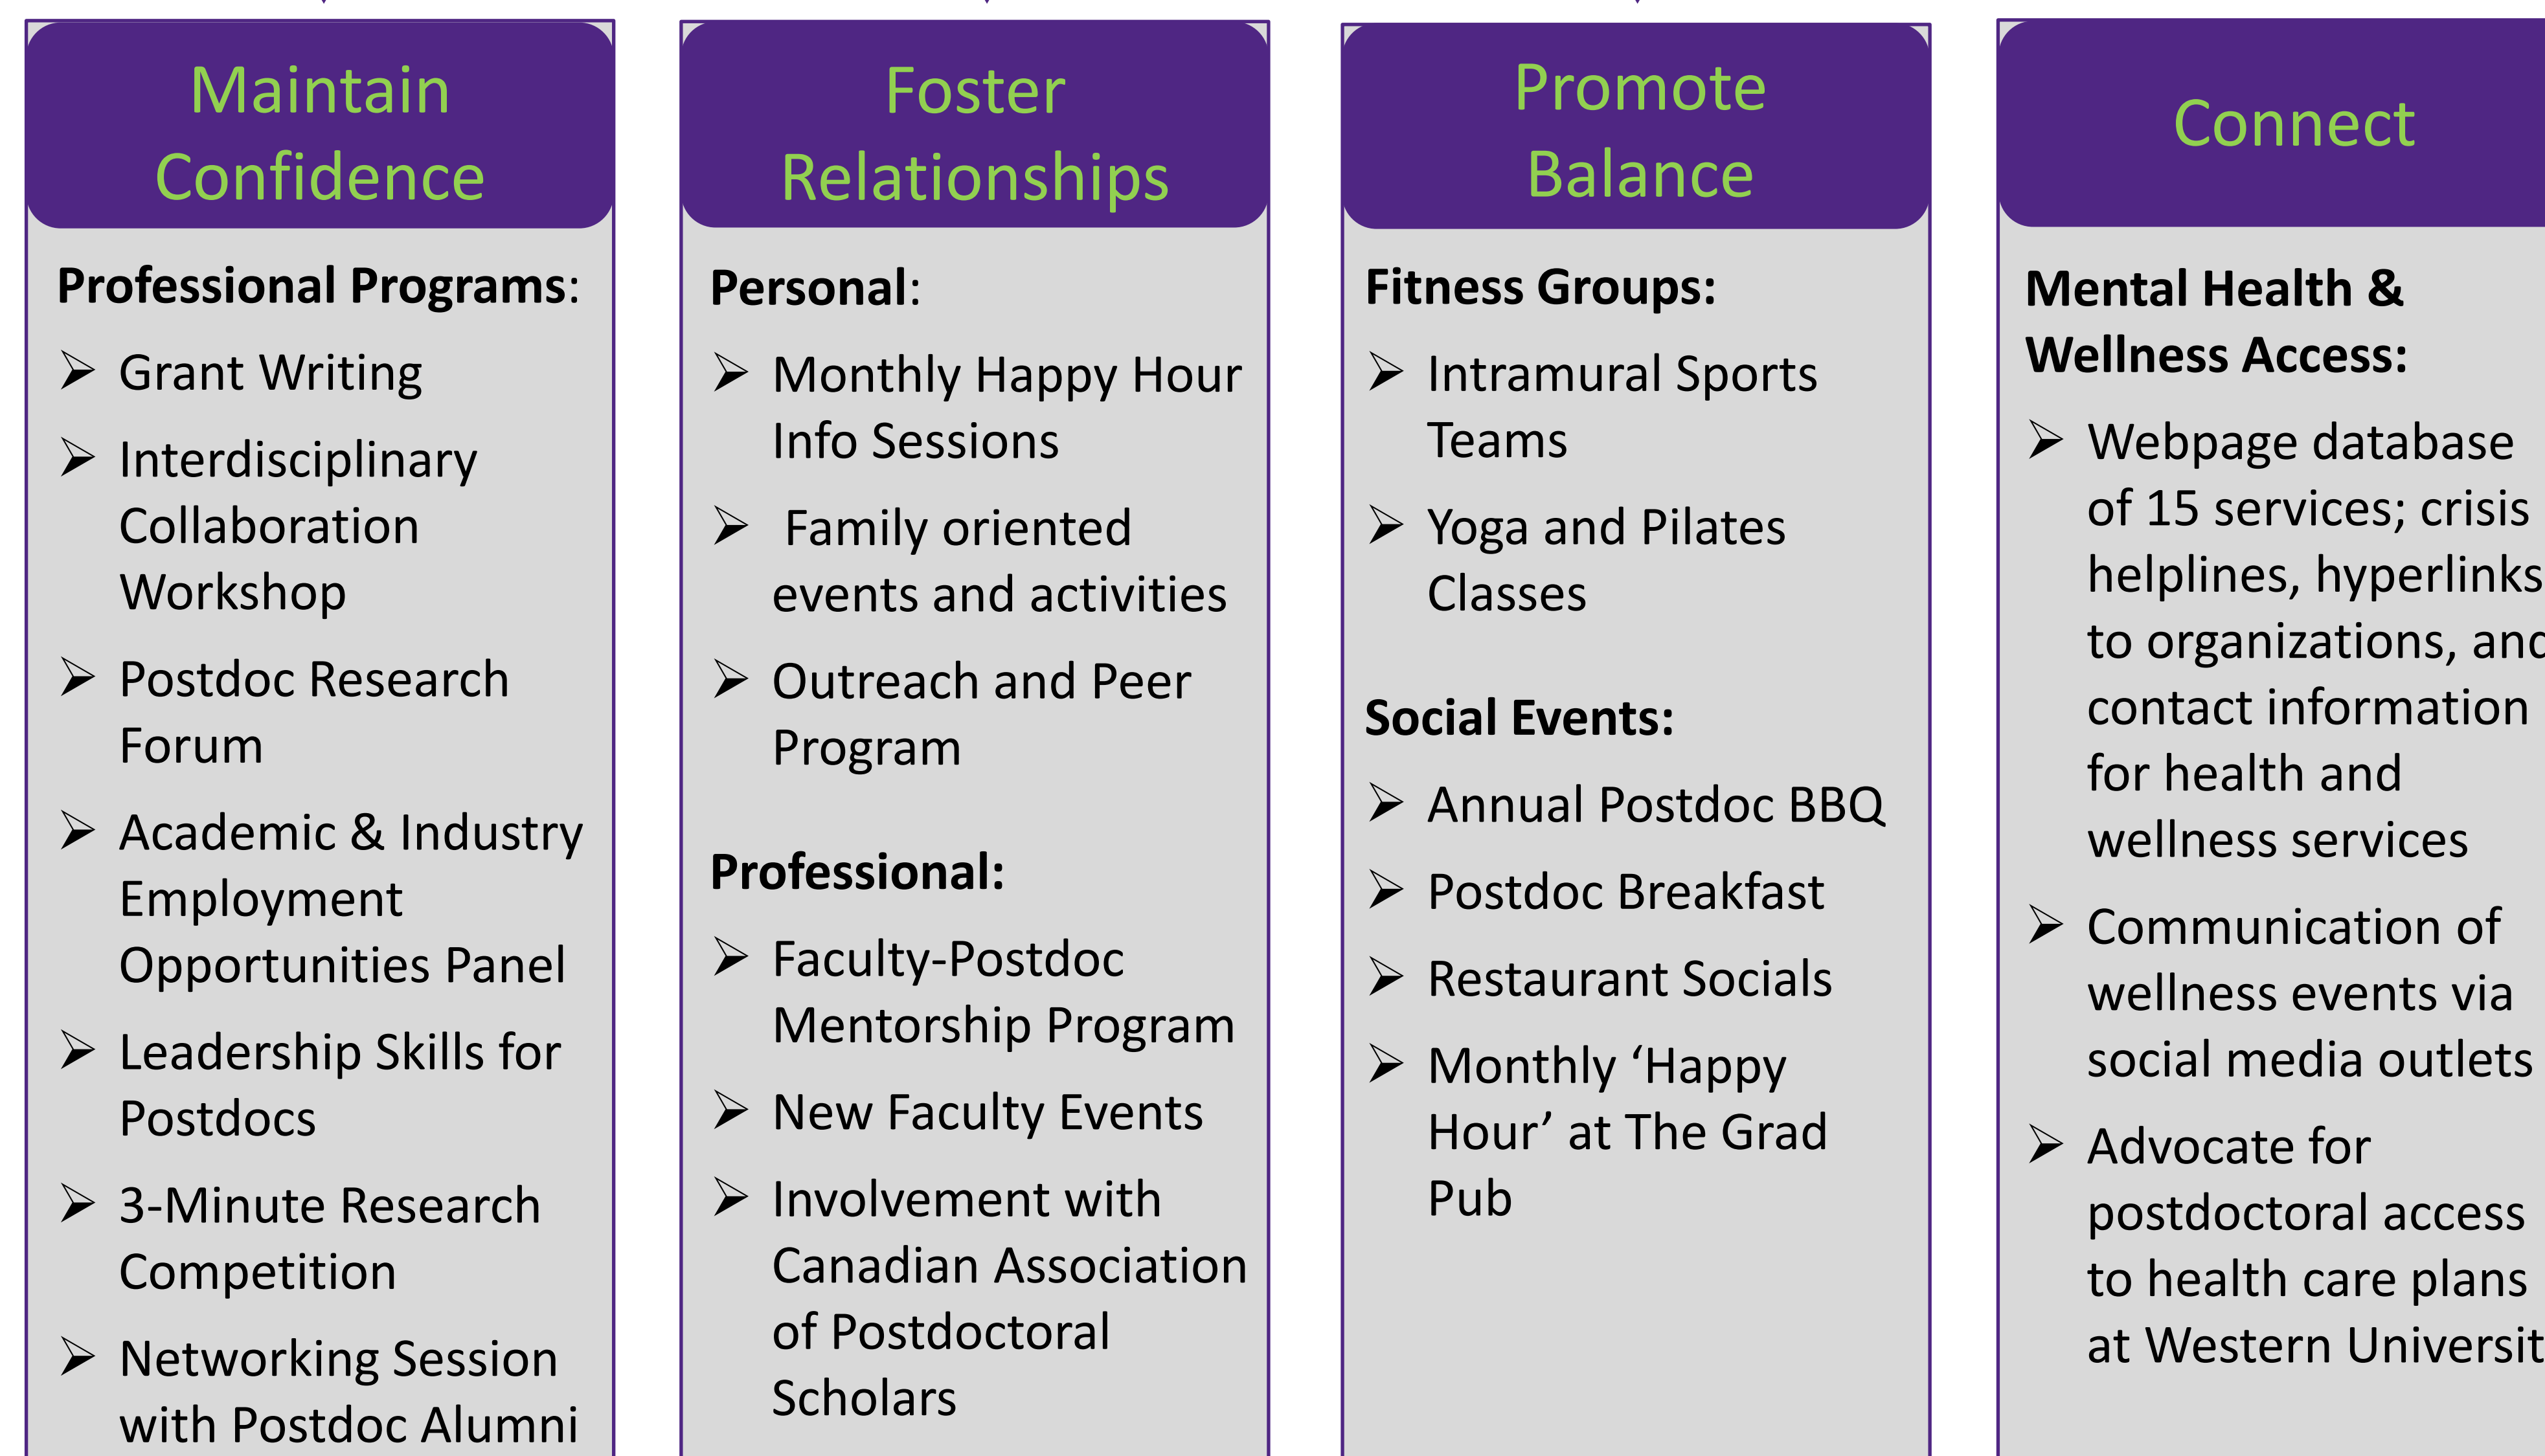 Maintain
Confidence
Professional Programs:
➢ Grant Writing
➢ Interdisciplinary
Collaboration
Workshop
➢ Postdoc Research
Forum
➢ Academic & Industry
Employment
Opportunities Panel
➢ Leadership Skills for
Postdocs
➢ 3-Minute Research
Competition
➢ Networking Session
with Postdoc Alumni
Foster
Relationships
Personal:
➢ Monthly Happy Hour
Info Sessions
➢ Family oriented
events and activities
➢ Outreach and Peer
Program
Professional:
➢ Faculty-Postdoc
Mentorship Program
➢ New Faculty Events
➢ Involvement with
Canadian Association
of Postdoctoral
Scholars
Promote
Balance
Fitness Groups:
➢ Intramural Sports
Teams
➢ Yoga and Pilates
Classes
Social Events:
➢ Annual Postdoc BBQ
➢ Postdoc Breakfast
➢ Restaurant Socials
➢ Monthly ‘Happy
Hour’ at The Grad
Pub
Connect
Mental Health &
Wellness Access:
➢ Webpage database
of 15 services; crisis
helplines, hyperlinks
to organizations, and
contact information
for health and
wellness services
➢ Communication of
wellness events via
social media outlets
➢ Advocate for
postdoctoral access
to health care plans
at Western Universit